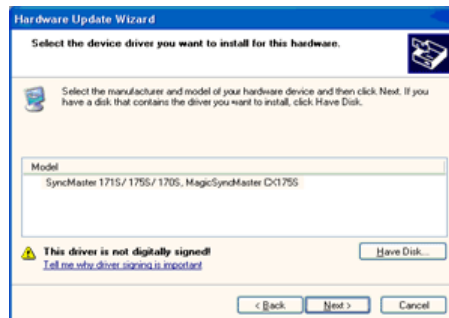 Hardware Update Wizard
Select the device driver you want to install for this hardware.
Select the manufacturer and model of your hardware device and then click Next. If you
have a disk that contains the driver you want to install, click Have Disk.
Model
SyncMaster 171S/ 175S/ 170S, MagicSyncMaster CX175S
This driver is not digitally signed!
Have Disk...
Tell me why driver signing is important
< Back
Next >
Cancel